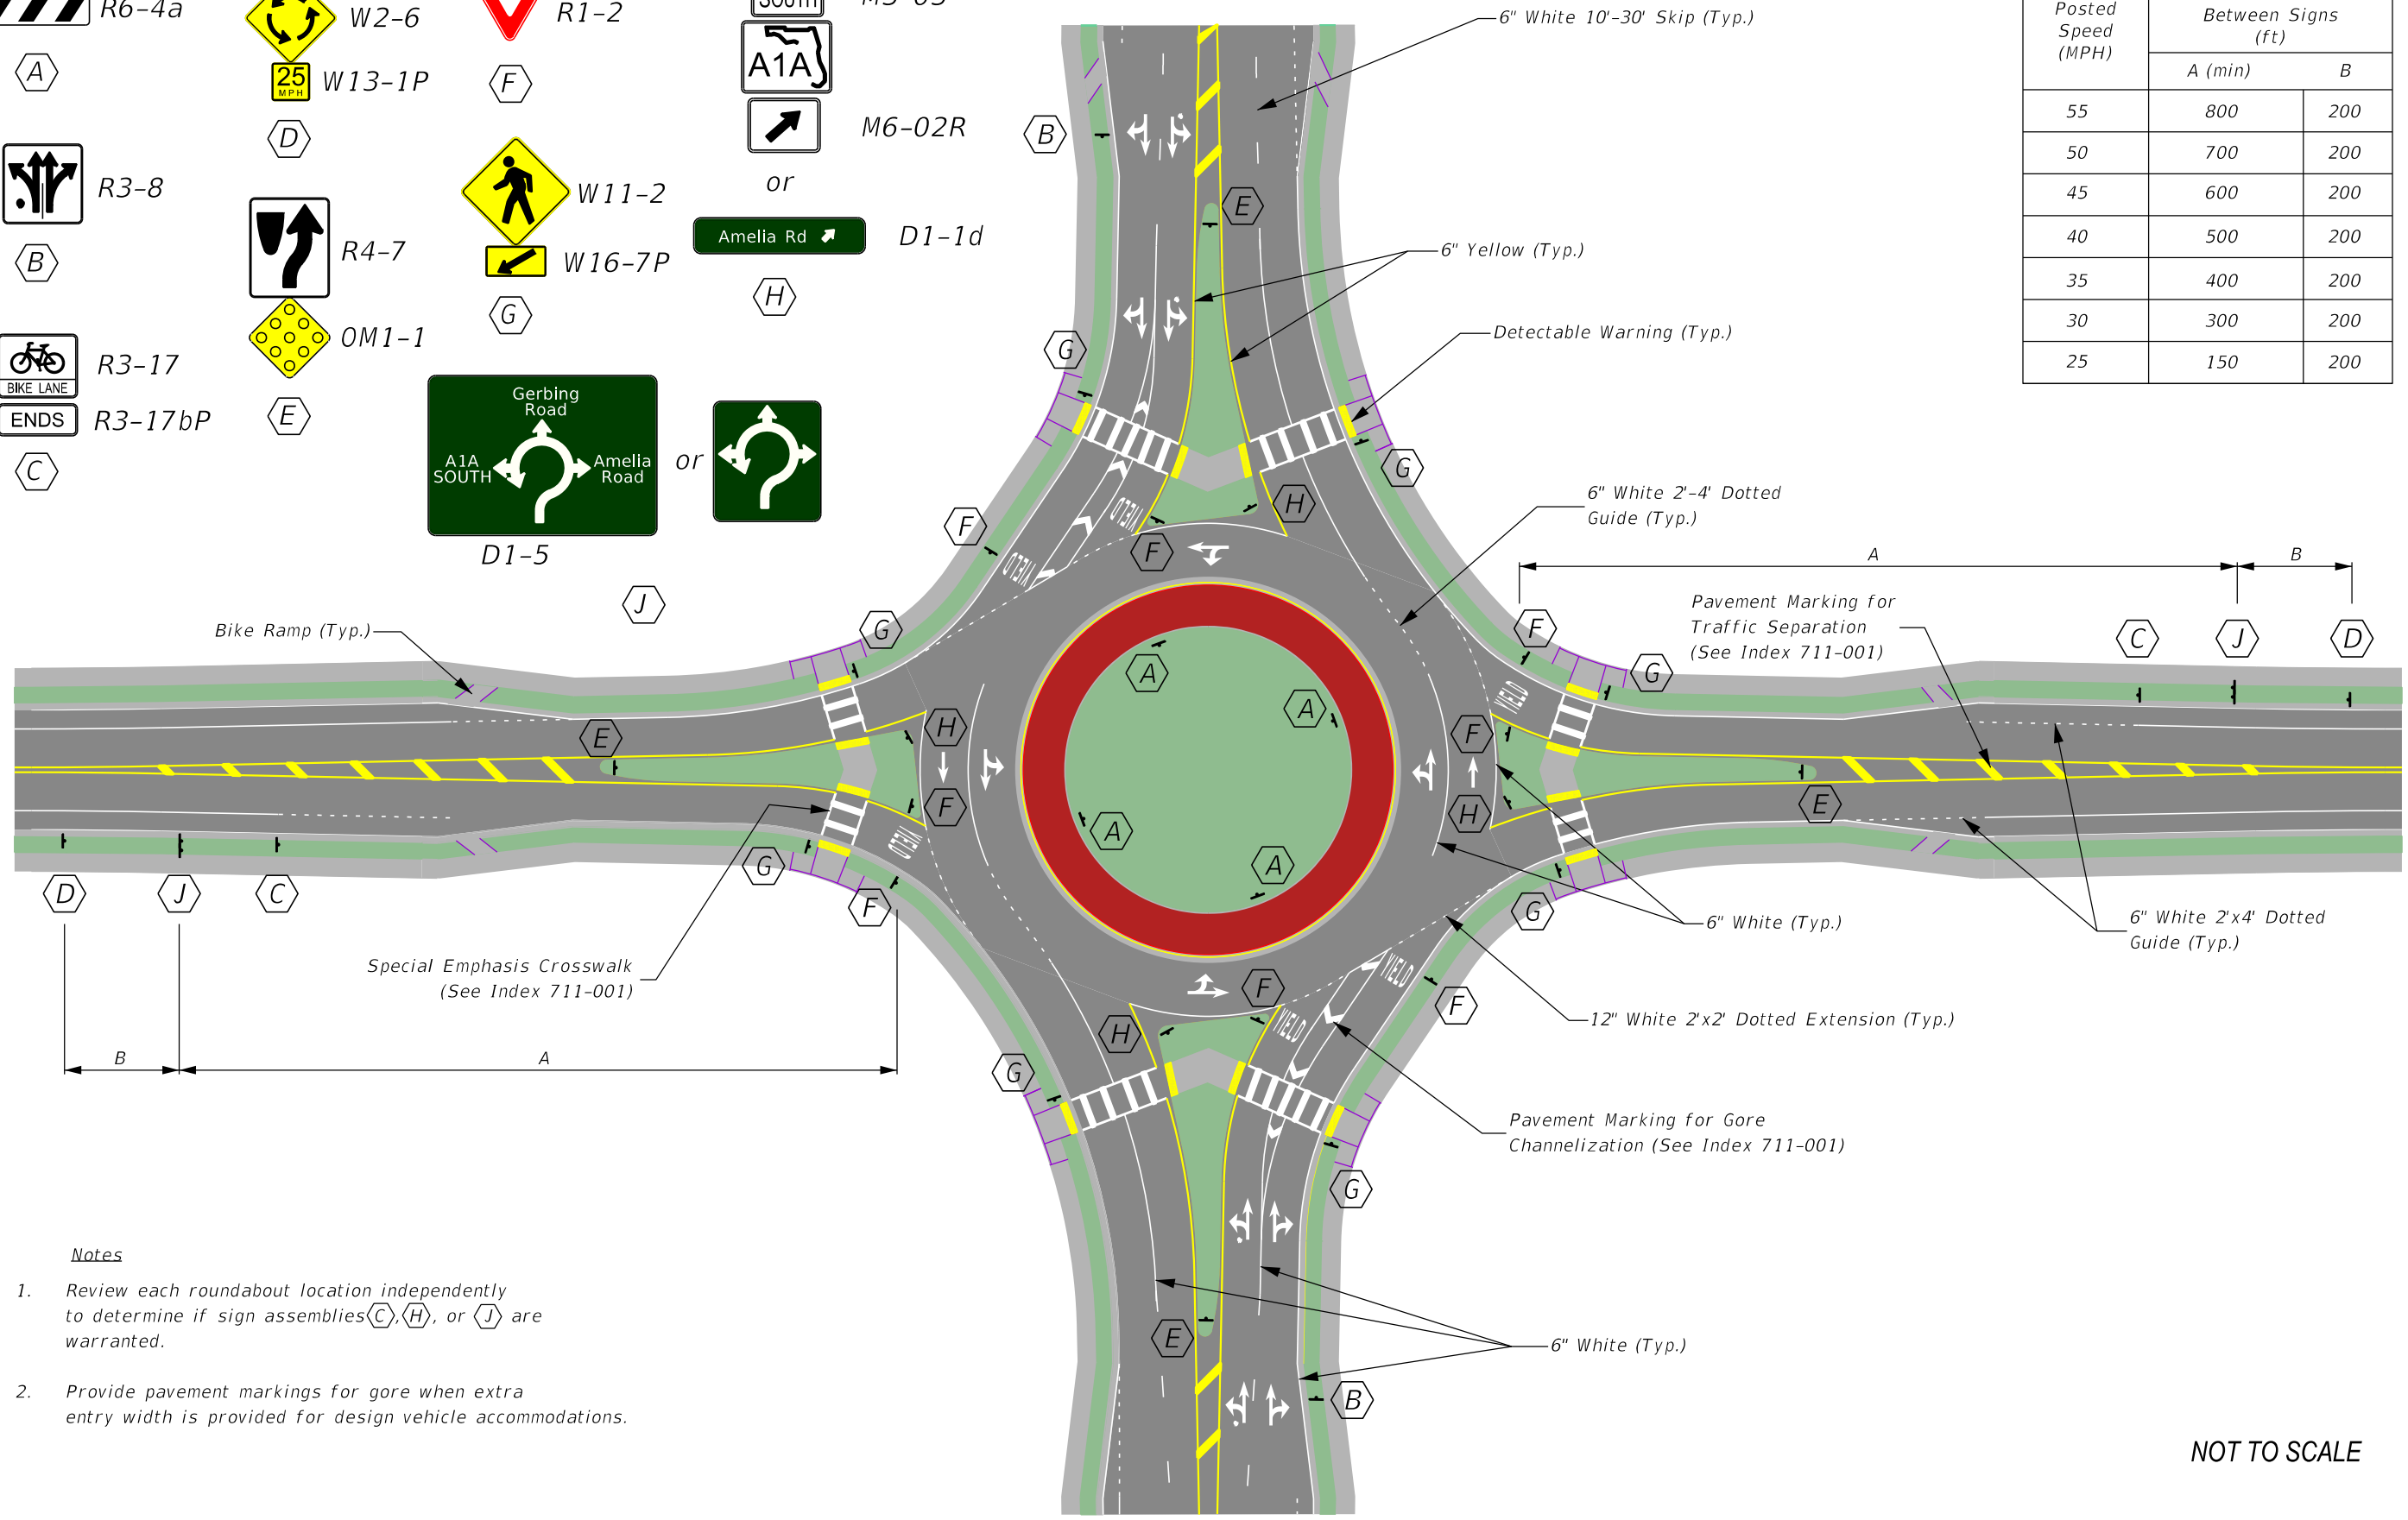 R6-4a
A
R3-8
B
BIKE LANE
R3-17
ENDS
R3-17bP
C
W2-6
25
MPH
W13-1P
D
R4-7
OM1-1
E
R1-2
F
W11-2
W16-7P
G
SOUTH
A1A
M6-02R
or
Amelia Rd
D1-1d
H
Gerbing
Road
A1A
SOUTH
Amelia
Road
or
D1-5
J
Posted
Speed
(MPH)
Between Signs
(ft)
A (min) B
55 800 200
50 700 200
45 600 200
40 500 200
35 400 200
30 300 200
25 150 200
6" White 10'-30' Skip (Typ.)
B
E
6" Yellow (Typ.)
Detectable Warning (Typ.)
G
G
6" White 2'-4' Dotted
Guide (Typ.)
H
F
F
YIELD
YIELD
A B
Pavement Marking for
Traffic Separation
(See Index 711-001)
F
G
C
J
D
Bike Ramp (Typ.)
G
A
A
A
A
E
H
F
F
H
YIELD
YIELD
E
D
J
C
G
F
G
6" White (Typ.)
6" White 2'x4' Dotted
Guide (Typ.)
Special Emphasis Crosswalk
(See Index 711-001)
F
H
YIELD
YIELD
F
12" White 2'x2' Dotted Extension (Typ.)
B A
G
Pavement Marking for Gore
Channelization (See Index 711-001)
G
E
6" White (Typ.)
B
Notes
1. Review each roundabout location independently
to determine if sign assemblies C, H, or J are
warranted.
2. Provide pavement markings for gore when extra
entry width is provided for design vehicle accommodations.
NOT TO SCALE